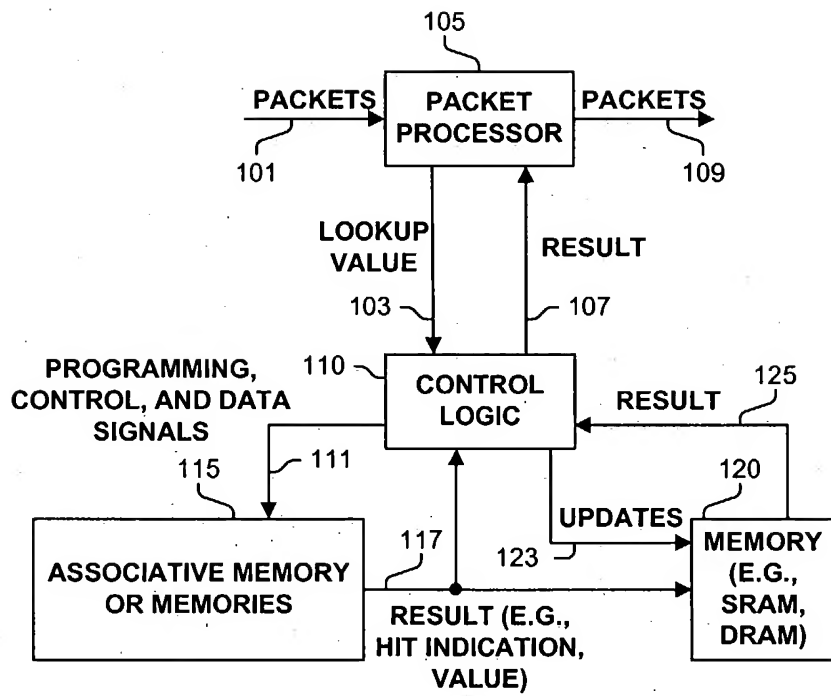 105
PACKETS
PACKET
PROCESSOR
PACKETS
101
109
LOOKUP
VALUE
RESULT
103
107
PROGRAMMING,
CONTROL, AND DATA
SIGNALS
110
CONTROL
LOGIC
RESULT
125
111
115
120
UPDATES
123
117
ASSOCIATIVE MEMORY
OR MEMORIES
MEMORY
(E.G.,
SRAM,
DRAM)
RESULT (E.G.,
HIT INDICATION,
VALUE)